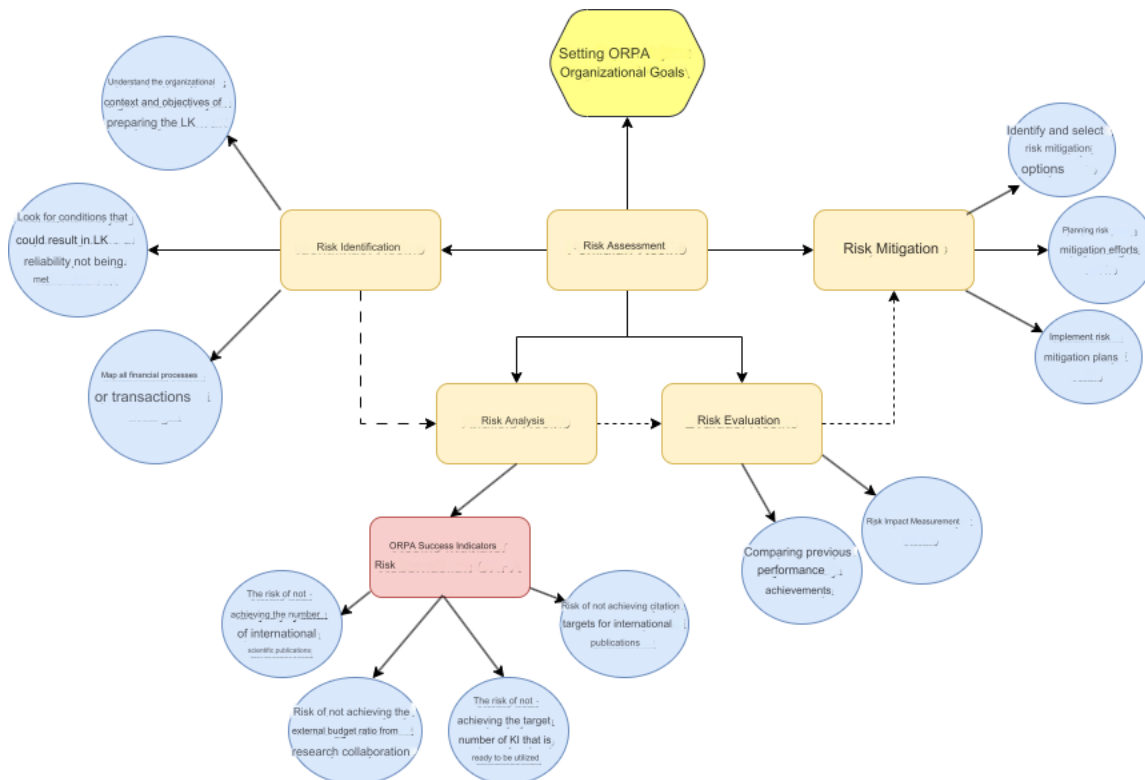 Setting ORPA
Organizational Goals
Understand the organizational
context and objectives of
preparing the LK
Identify and select
risk mitigation
options
Look for conditions that
could result in LK
reliability not being
met
Risk Identification
Risk Assessment
Risk Mitigation
Planning risk
mitigation efforts
Map all financial processes
or transactions
Implement risk
mitigation plans
Risk Analysis
Risk Evaluation
ORPA Success Indicators
Risk
Risk Impact Measurement
Comparing previous
performance
achievements
The risk of not
achieving the number
of international
scientific publications
Risk of not achieving citation
targets for international
publications
Risk of not achieving the
external budget ratio from
research collaboration
The risk of not
achieving the target
number of KI that is
ready to be utilized